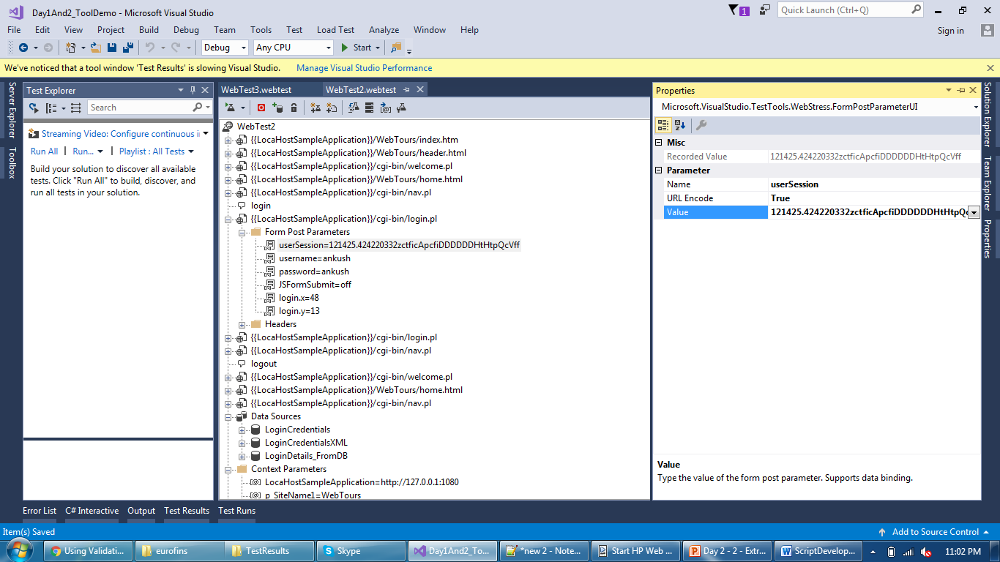 Day1And2_ToolDemo - Microsoft Visual Studio
1
Quick Launch (Ctrl+Q)
File Edit View Project Build Debug Team Tools Test Load Test Analyze Window Help
Sign in
Debug Any CPU Start
We've noticed that a tool window 'Test Results' is slowing Visual Studio. Manage Visual Studio Performance
Server Explorer
Toolbox
Test Explorer
Search
Streaming Video: Configure continuous i
Run All | Run... | Playlist : All Tests
Build your solution to discover all available
tests. Click "Run All" to build, discover, and
run all tests in your solution.
WebTest3.webtest WebTest2.webtest
WebTest2
{{LocaHostSampleApplication}}/WebTours/index.htm
{{LocaHostSampleApplication}}/WebTours/header.html
{{LocaHostSampleApplication}}/cgi-bin/welcome.pl
{{LocaHostSampleApplication}}/WebTours/home.html
{{LocaHostSampleApplication}}/cgi-bin/nav.pl
login
{{LocaHostSampleApplication}}/cgi-bin/login.pl
Form Post Parameters
userSession=121425.424220332zctficApcfiDDDDDDHtHtpQcVff
username=ankush
password=ankush
JSFormSubmit=off
login.x=48
login.y=13
Headers
{{LocaHostSampleApplication}}/cgi-bin/login.pl
{{LocaHostSampleApplication}}/cgi-bin/nav.pl
logout
{{LocaHostSampleApplication}}/cgi-bin/welcome.pl
{{LocaHostSampleApplication}}/WebTours/home.html
{{LocaHostSampleApplication}}/cgi-bin/nav.pl
Data Sources
LoginCredentials
LoginCredentialsXML
LoginDetails_FromDB
Context Parameters
LocaHostSampleApplication=http://127.0.0.1:1080
p_SiteName1=WebTours
Properties
Microsoft.VisualStudio.TestTools.WebStress.FormPostParameterUI
Misc
Recorded Value 121425.424220332zctficApcfiDDDDDDHtHtpQcVff
Parameter
Name userSession
URL Encode True
Value 121425.424220332zctficApcfiDDDDDDHtHtpQc
Value
Type the value of the form post parameter. Supports data binding.
Solution Explorer
Team Explorer
Properties
Error List C# Interactive Output Test Results Test Runs
Item(s) Saved
Add to Source Control
Using Validati... eurofins TestResults Skype Day1And2_To... *new 2 - Note... Start HP Web ... Day 2 - 2 - Extr... ScriptDevelop... 11:02 PM